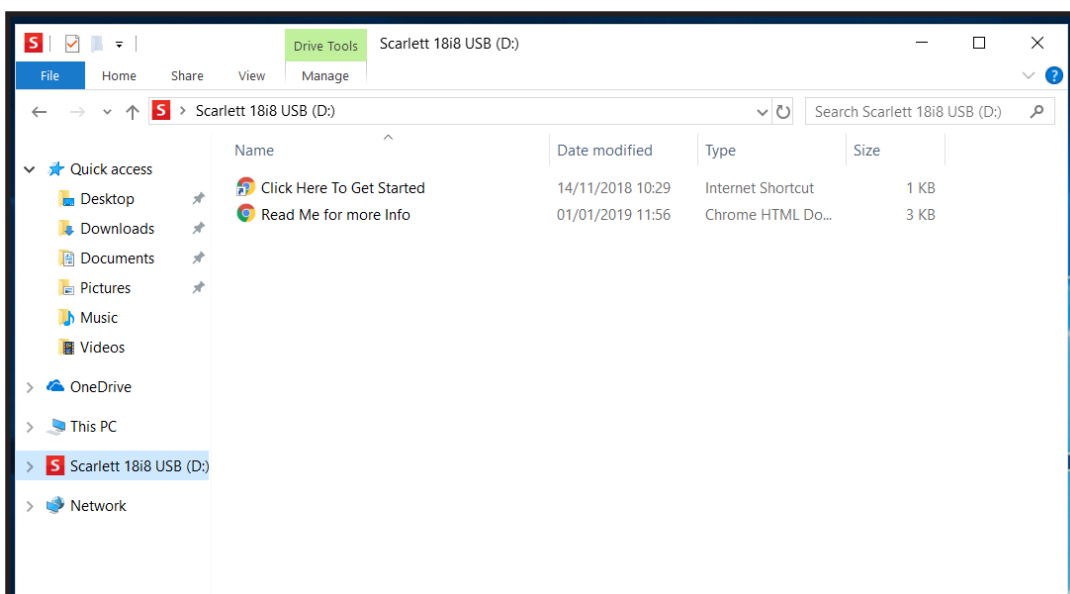 S Drive Tools Scarlett 18i8 USB (D:)
File Home Share View Manage ?
S > Scarlett 18i8 USB (D:) Search Scarlett 18i8 USB (D:)
Name Date modified Type Size
Quick access
Click Here To Get Started 14/11/2018 10:29 Internet Shortcut 1 KB
Desktop
Read Me for more Info 01/01/2019 11:56 Chrome HTML Do... 3 KB
Downloads
Documents
Pictures
Music
Videos
OneDrive
This PC
S Scarlett 18i8 USB (D:)
Network